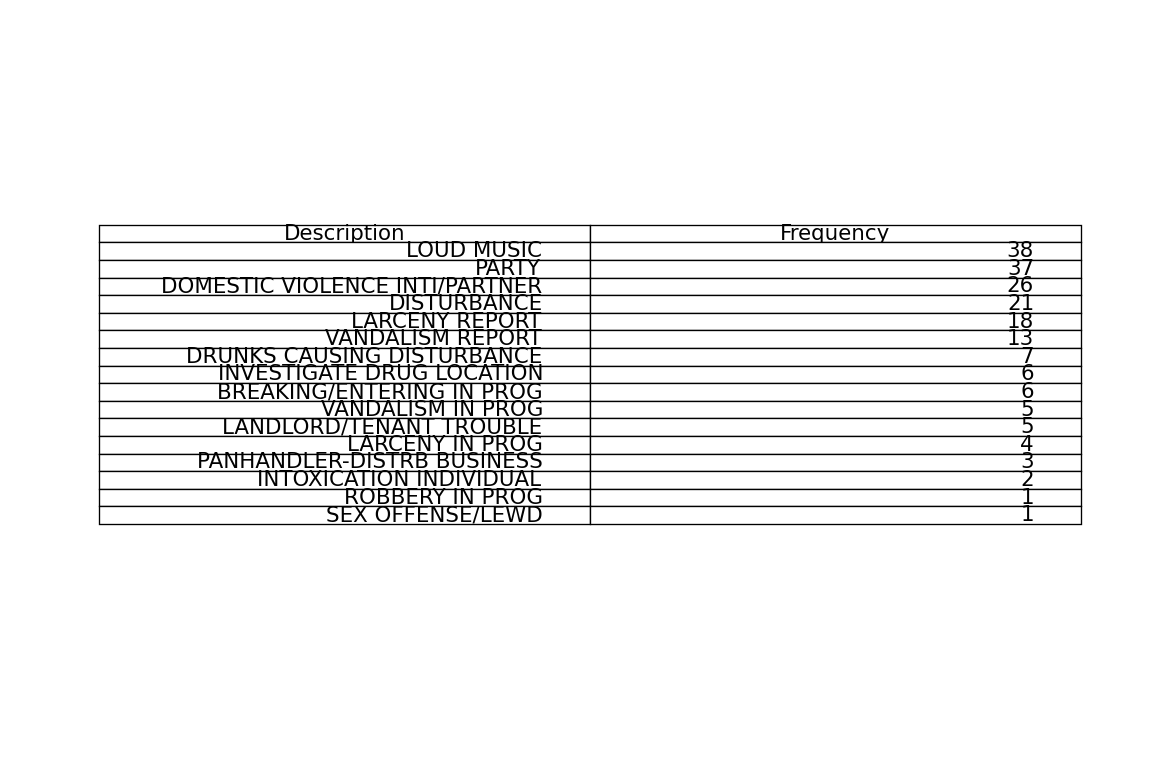 Description Frequency
LOUD MUSIC 38
PARTY 37
DOMESTIC VIOLENCE INTI/PARTNER 26
DISTURBANCE 21
LARCENY REPORT 18
VANDALISM REPORT 13
DRUNKS CAUSING DISTURBANCE 7
INVESTIGATE DRUG LOCATION 6
BREAKING/ENTERING IN PROG 6
VANDALISM IN PROG 5
LANDLORD/TENANT TROUBLE 5
LARCENY IN PROG 4
PANHANDLER-DISTRB BUSINESS 3
INTOXICATION INDIVIDUAL 2
ROBBERY IN PROG 1
SEX OFFENSE/LEWD 1